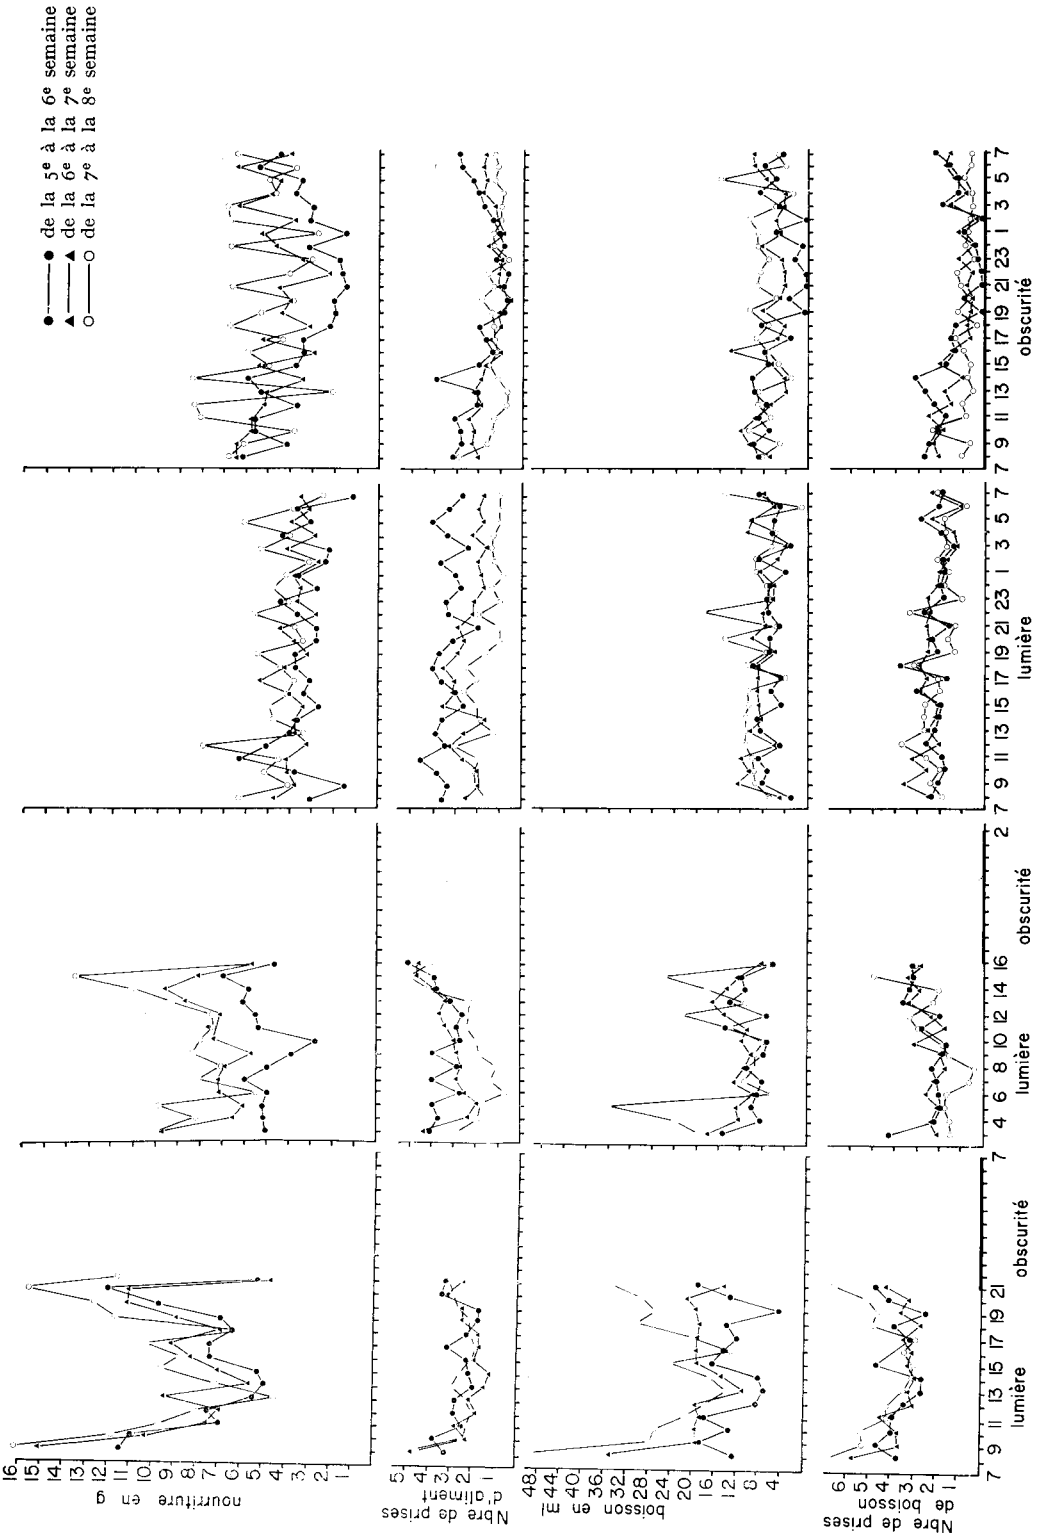 ●——● de la 5e à la 6e semaine
▲——▲ de la 6e à la 7e semaine
○——○ de la 7e à la 8e semaine
16 15 14 13 12 11 10 9 8 7 6 5 4 3 2 1
nourriture en g
5 4 3 2 1
Nbre de prises
d'aliment
48 44 40 36 32 28 24 20 16 12 8 4
boisson en ml
6 5 4 3 2 1
Nbre de prises
de boisson
7 9 11 13 15 17 19 21 7
lumière obscurité
4 6 8 10 12 14 16 2
lumière obscurité
7 9 11 13 15 17 19 21 23 1 3 5 7
lumière
7 9 11 13 15 17 19 21 23 1 3 5 7
obscurité